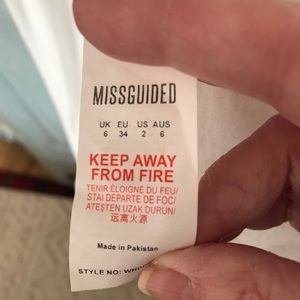 MISSGUIDED
UK EU US AUS
6 34 2 6
KEEP AWAY
FROM FIRE
TENIR ÉLOIGNÉ DU FEU/
STAI DEPARTE DE FOC/
ATEŞTEN UZAK DURUN/
远离火源
Made in Pakistan
STYLE NO: